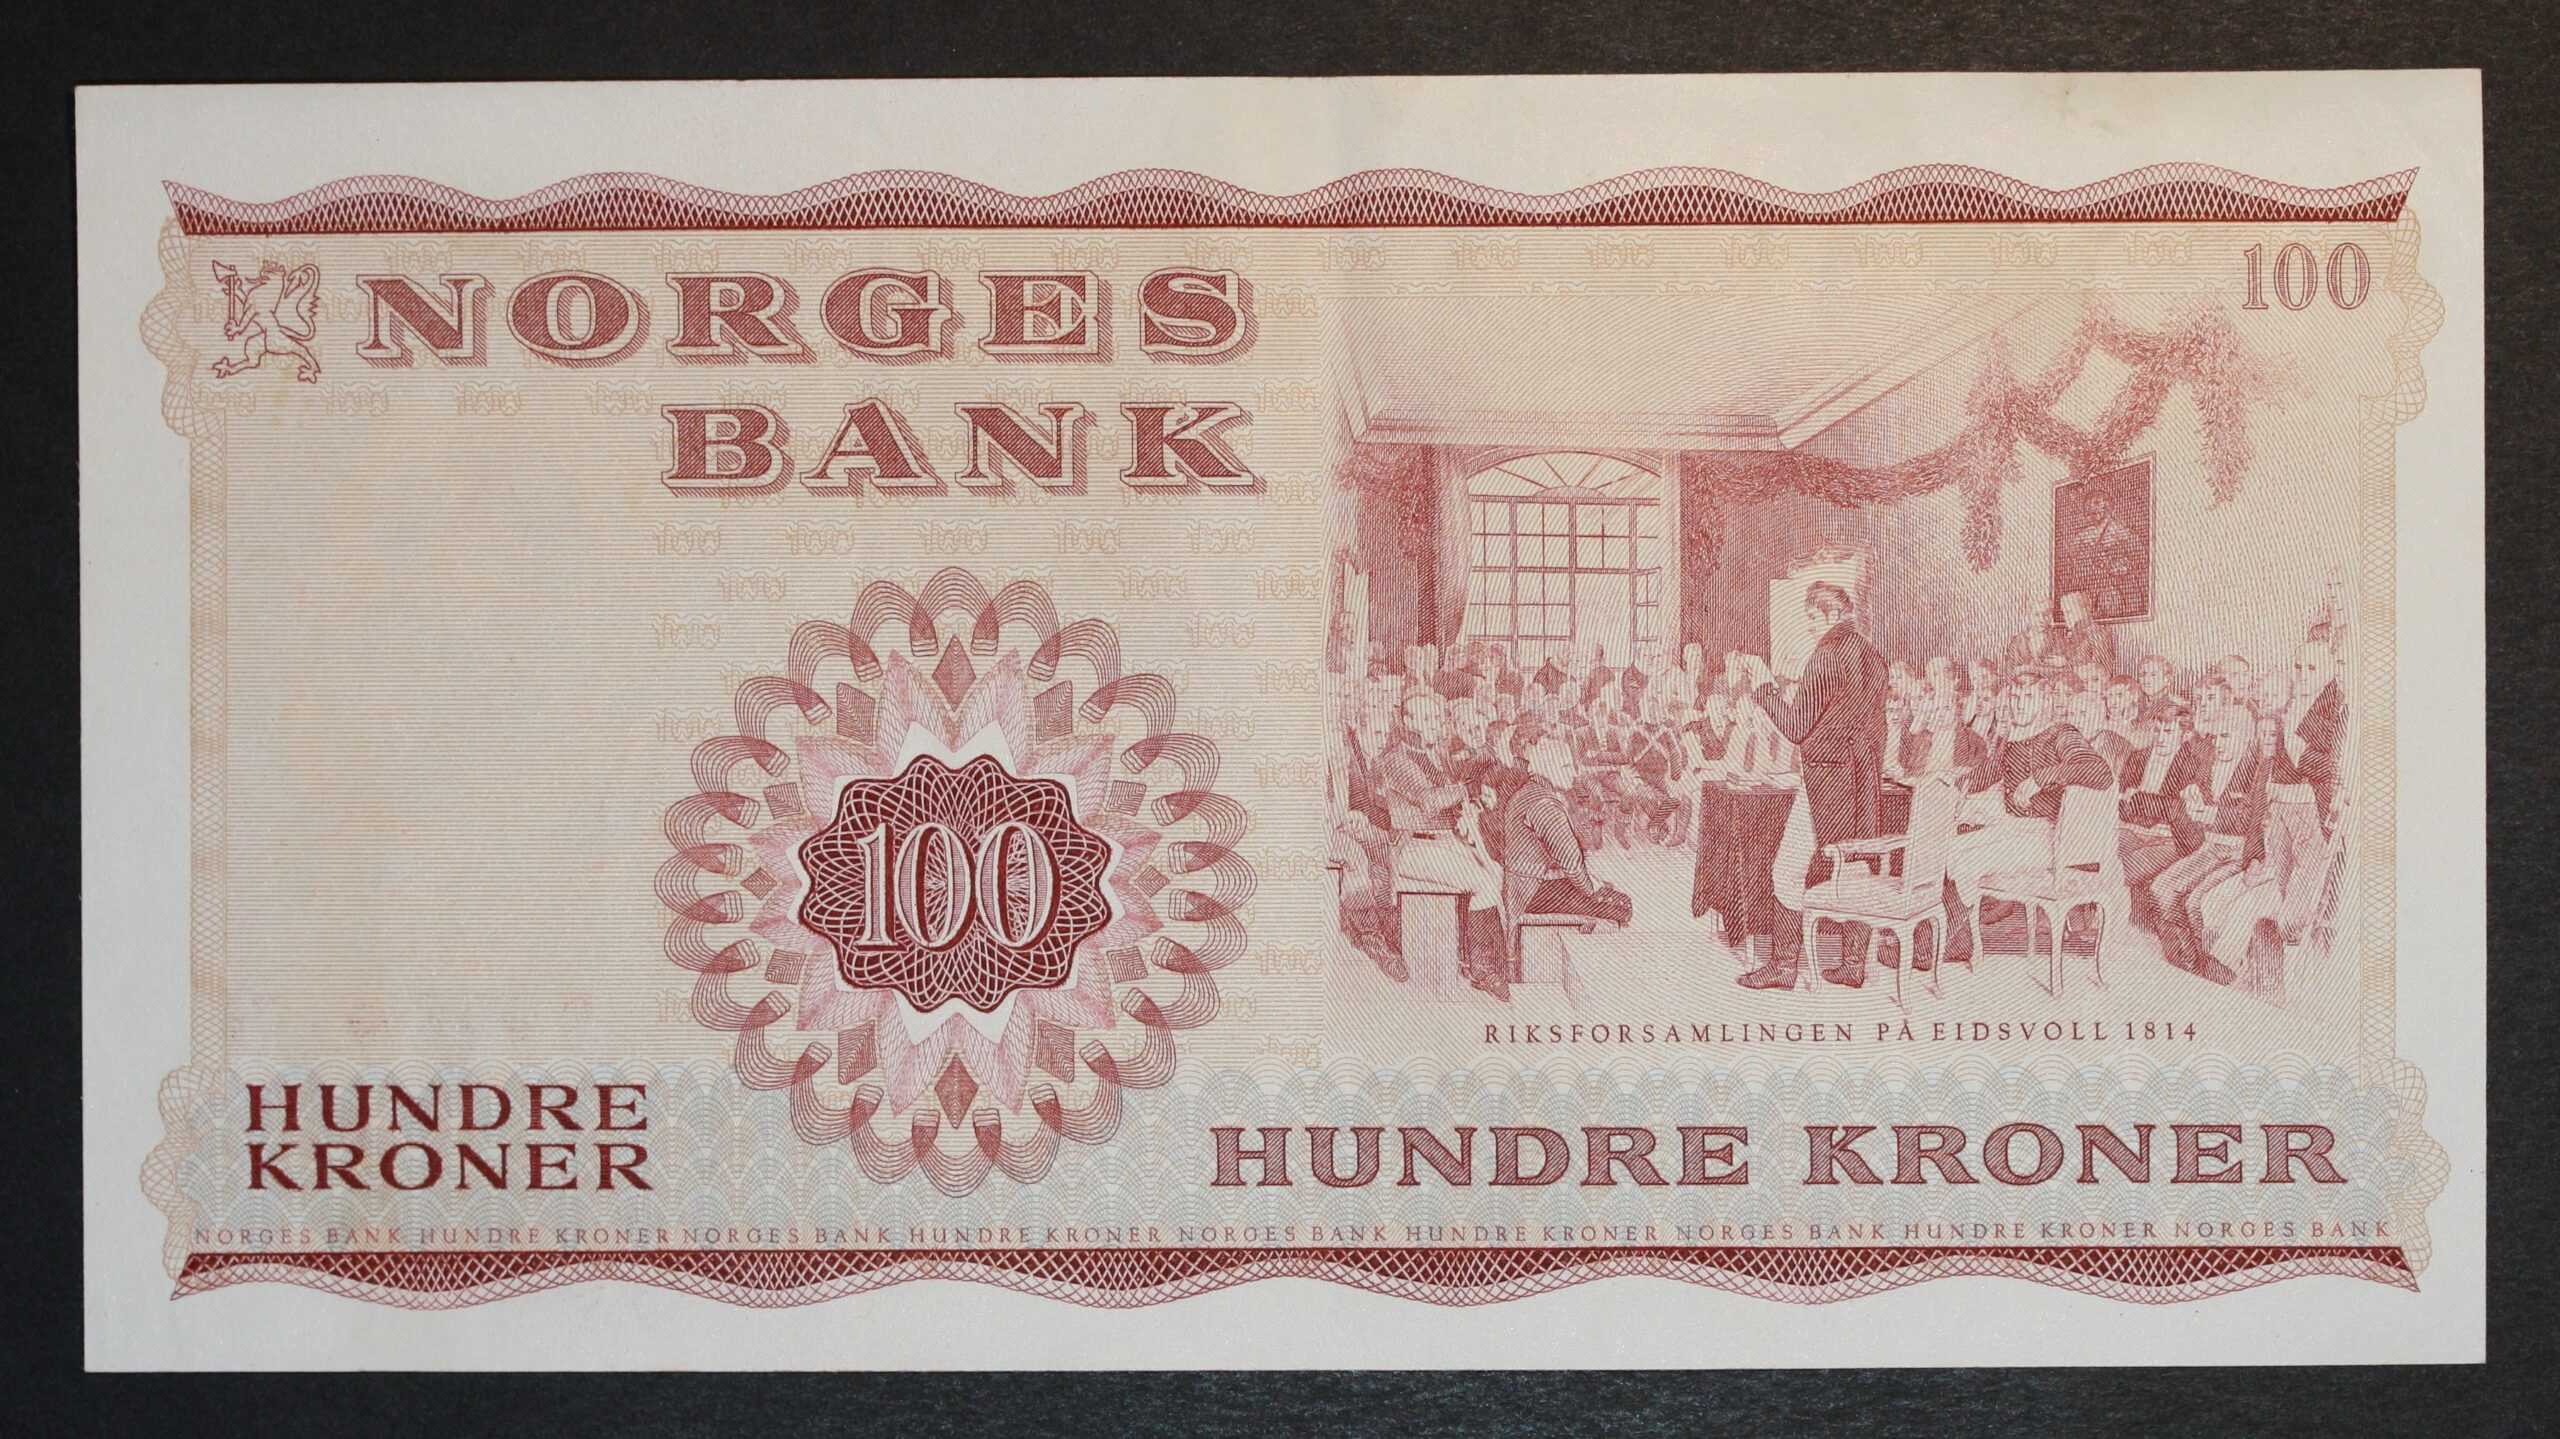 NORGES
BANK
100
100
RIKSFORSAMLINGEN PÅ EIDSVOLL 1814
HUNDRE
KRONER
HUNDRE KRONER
NORGES BANK HUNDRE KRONER NORGES BANK HUNDRE KRONER NORGES BANK HUNDRE KRONER NORGES BANK HUNDRE KRONER NORGES BANK